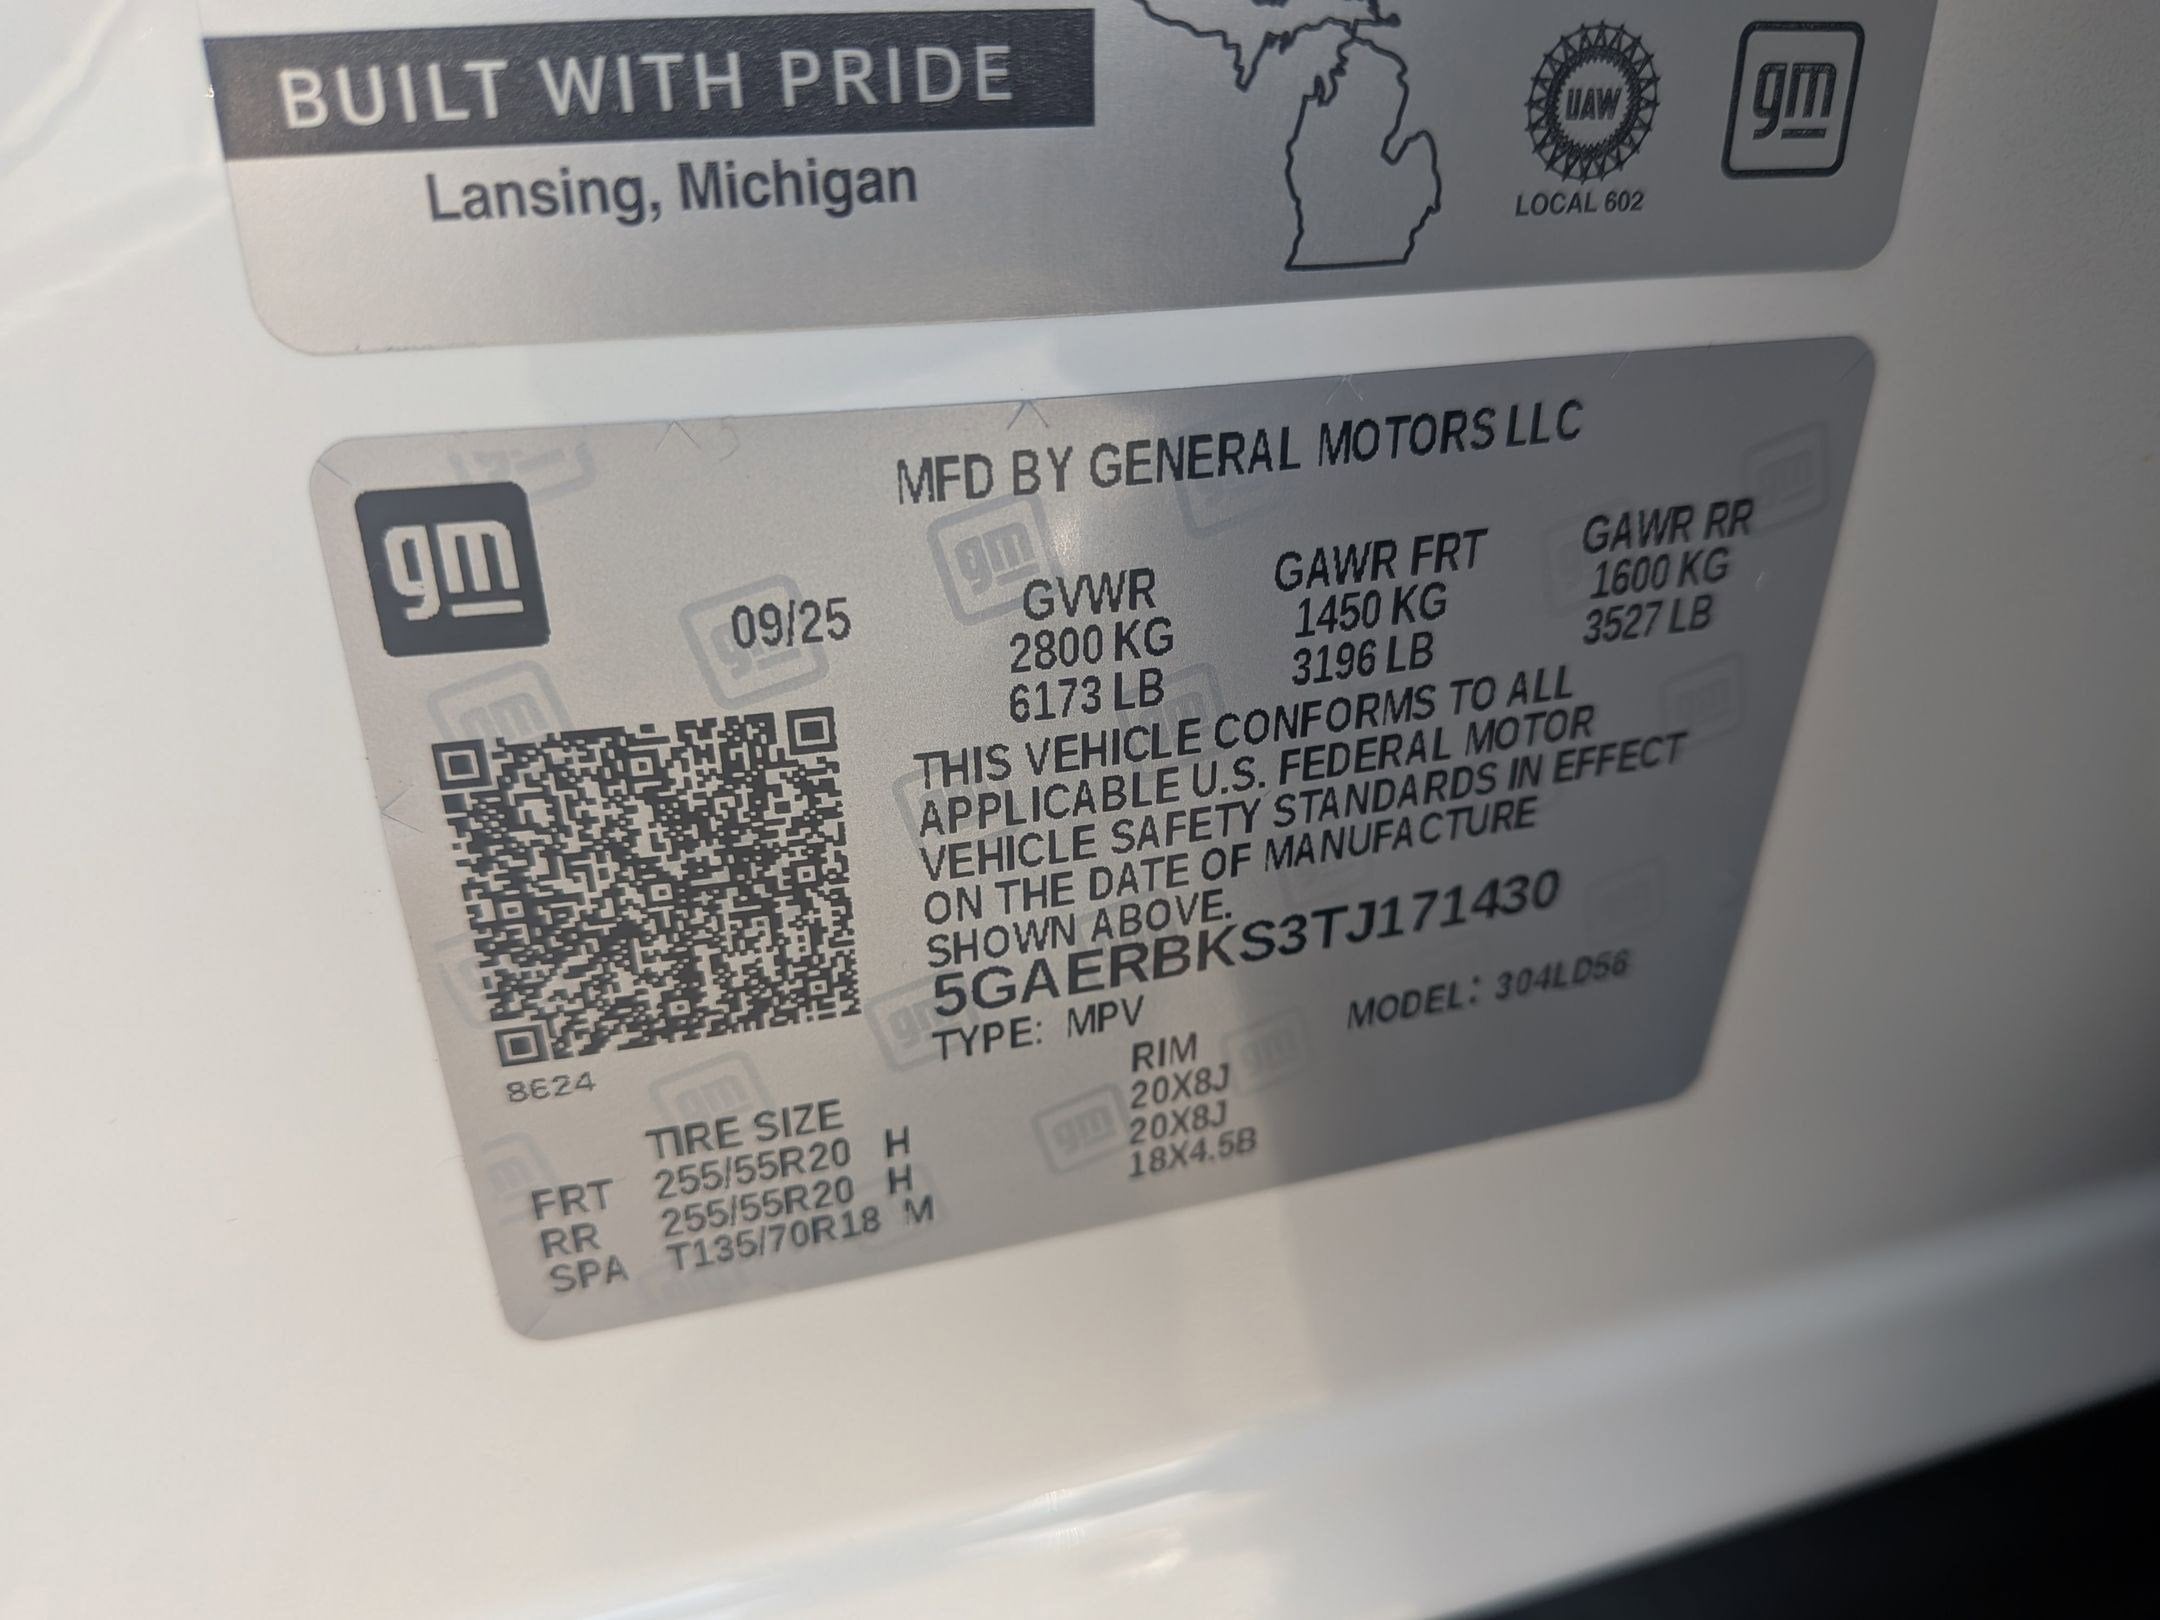 BUILT WITH PRIDE
Lansing, Michigan
UAW
LOCAL 602
gm
gm
MFD BY GENERAL MOTORS LLC
09/25
GVWR GAWR FRT GAWR RR
2800 KG 1450 KG 1600 KG
6173 LB 3196 LB 3527 LB
THIS VEHICLE CONFORMS TO ALL
APPLICABLE U.S. FEDERAL MOTOR
VEHICLE SAFETY STANDARDS IN EFFECT
ON THE DATE OF MANUFACTURE
SHOWN ABOVE.
5GAERBKS3TJ171430
TYPE: MPV MODEL: 304LD56
8E24
TIRE SIZE RIM
FRT 255/55R20 H 20X8J
RR 255/55R20 H 20X8J
SPA T135/70R18 M 18X4.5B